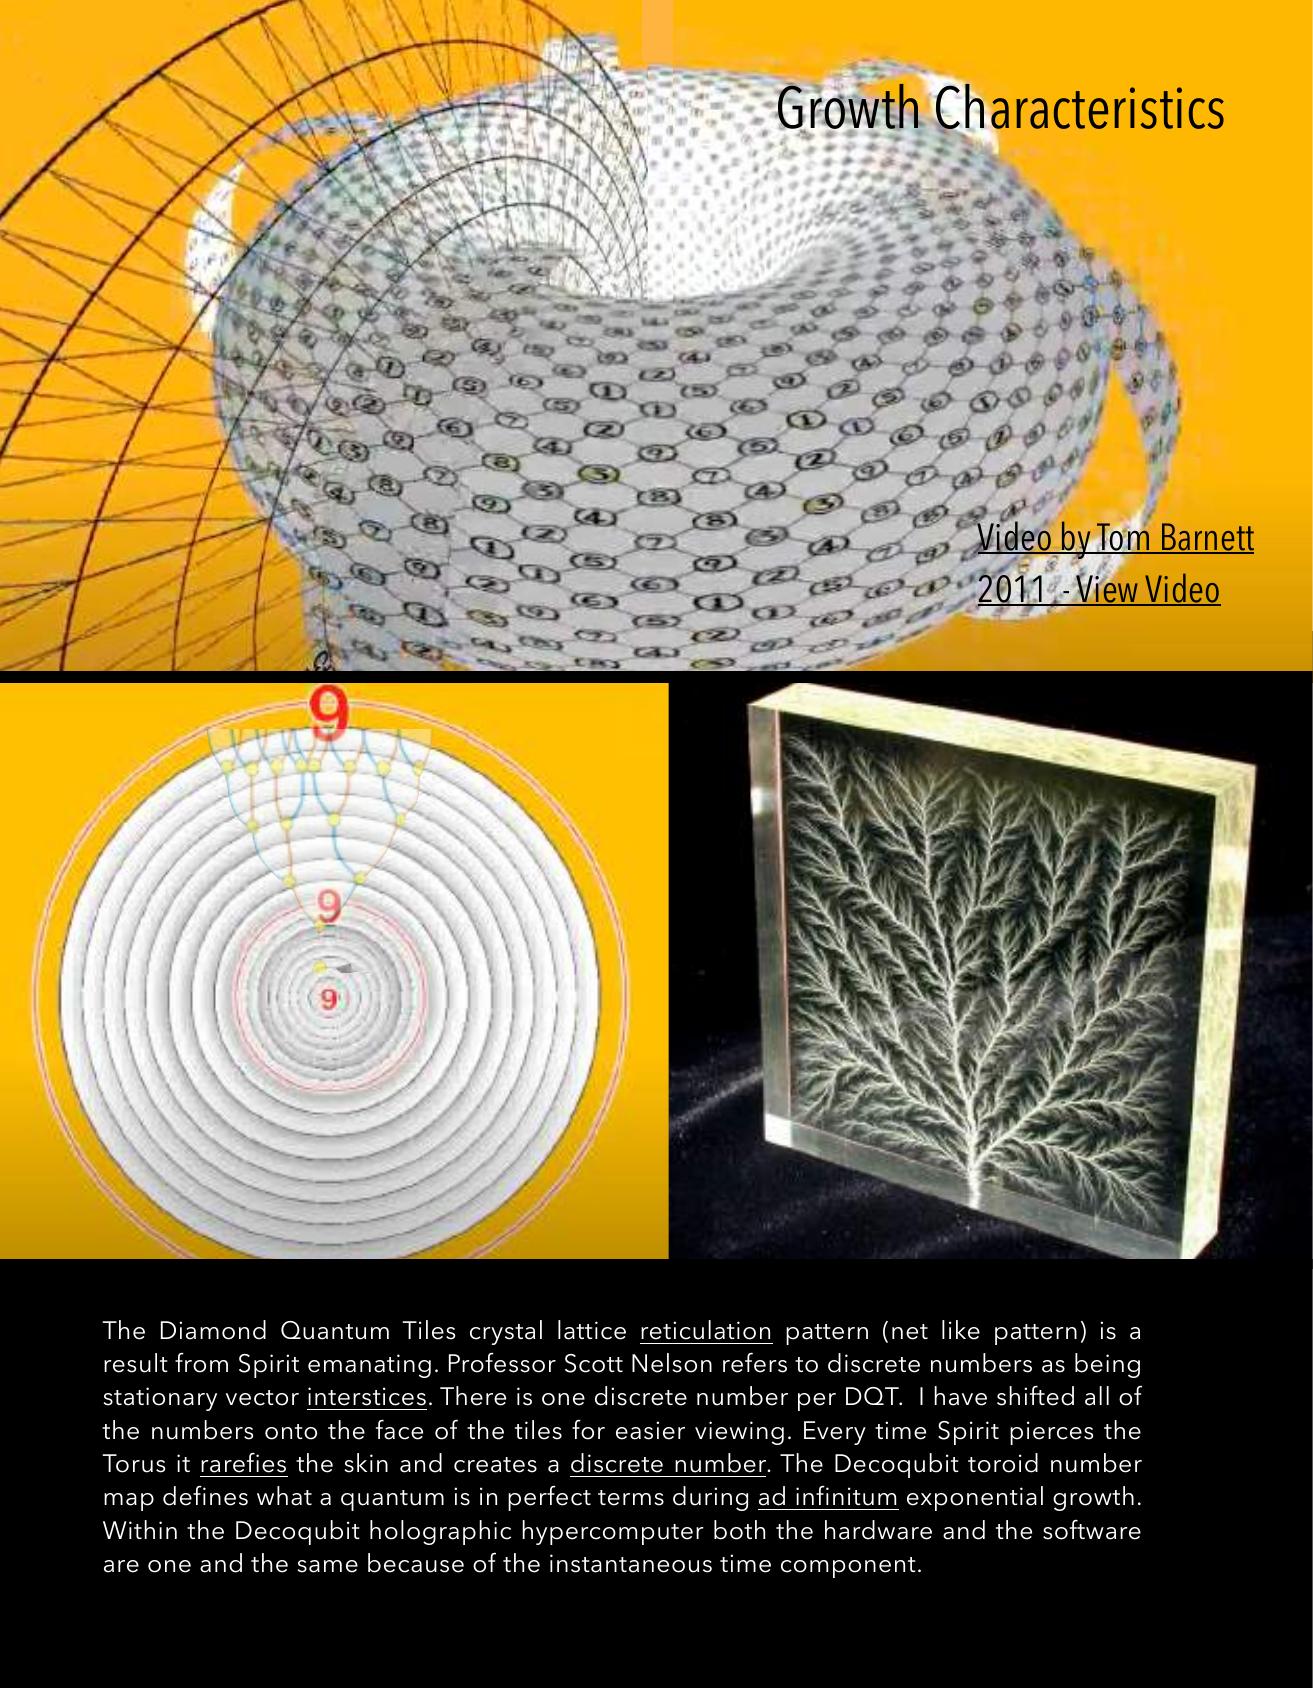 Growth Characteristics
Video by Tom Barnett
2011 - View Video
9
9
9
The Diamond Quantum Tiles crystal lattice reticulation pattern (net like pattern) is a
result from Spirit emanating. Professor Scott Nelson refers to discrete numbers as being
stationary vector interstices. There is one discrete number per DQT. I have shifted all of
the numbers onto the face of the tiles for easier viewing. Every time Spirit pierces the
Torus it rarefies the skin and creates a discrete number. The Decoqubit toroid number
map defines what a quantum is in perfect terms during ad infinitum exponential growth.
Within the Decoqubit holographic hypercomputer both the hardware and the software
are one and the same because of the instantaneous time component.